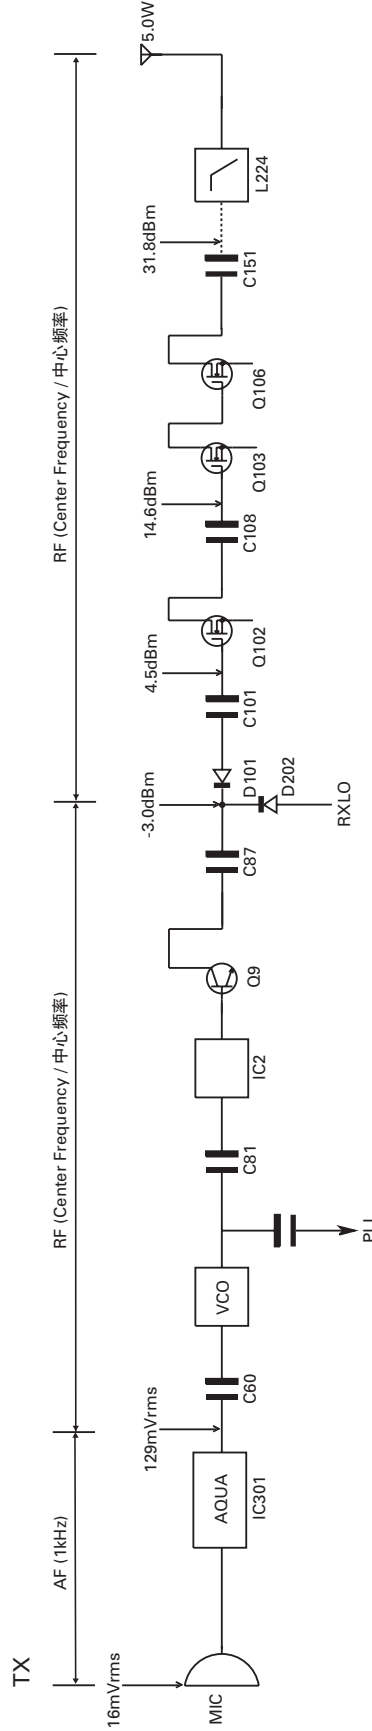 TX
AF (1kHz)
RF (Center Frequency / 中心频率)
RF (Center Frequency / 中心频率)
16mVrms
129mVrms
-3.0dBm
4.5dBm
14.6dBm
31.8dBm
5.0W
MIC
AQUA
IC301
C60
VCO
PLL
C81
IC2
Q9
C87
D101
D202
RXLO
C101
Q102
C108
Q103
Q106
C151
L224